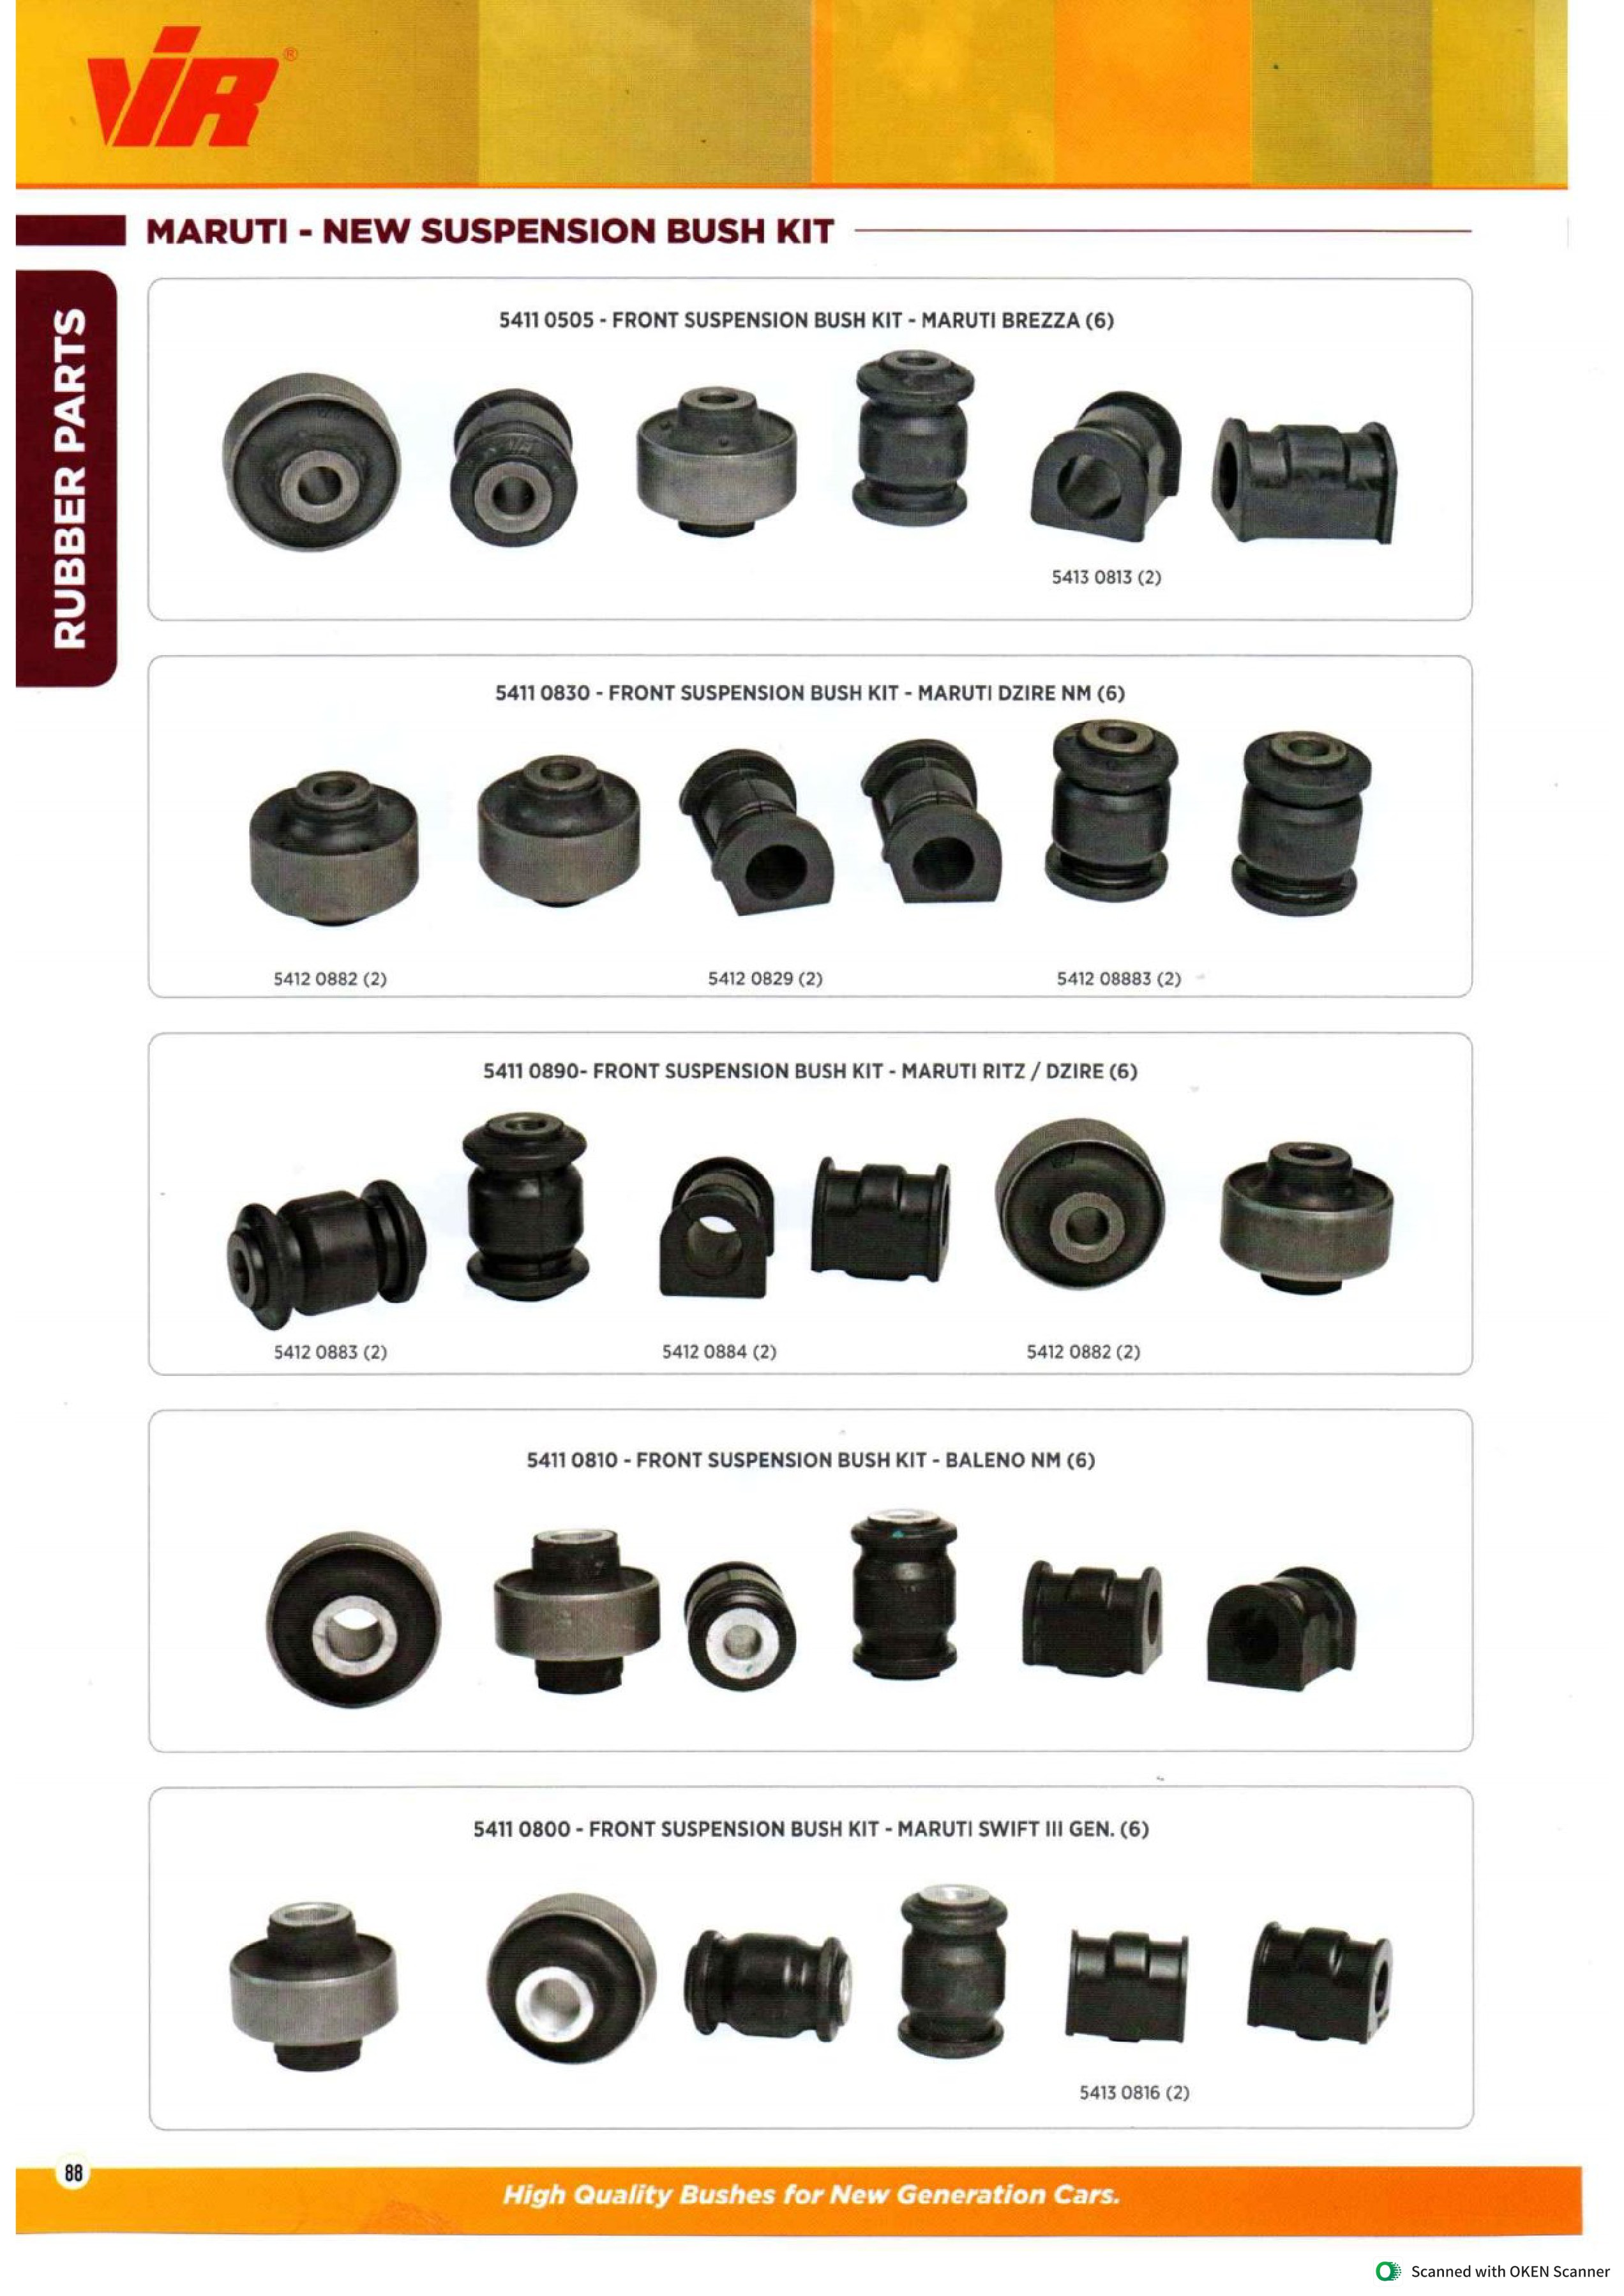 VIR®
MARUTI - NEW SUSPENSION BUSH KIT
RUBBER PARTS
5411 0505 - FRONT SUSPENSION BUSH KIT - MARUTI BREZZA (6)
5413 0813 (2)
5411 0830 - FRONT SUSPENSION BUSH KIT - MARUTI DZIRE NM (6)
5412 0882 (2)
5412 0829 (2)
5412 08883 (2)
5411 0890- FRONT SUSPENSION BUSH KIT - MARUTI RITZ / DZIRE (6)
5412 0883 (2)
5412 0884 (2)
5412 0882 (2)
5411 0810 - FRONT SUSPENSION BUSH KIT - BALENO NM (6)
5411 0800 - FRONT SUSPENSION BUSH KIT - MARUTI SWIFT III GEN. (6)
5413 0816 (2)
88
High Quality Bushes for New Generation Cars.
Scanned with OKEN Scanner